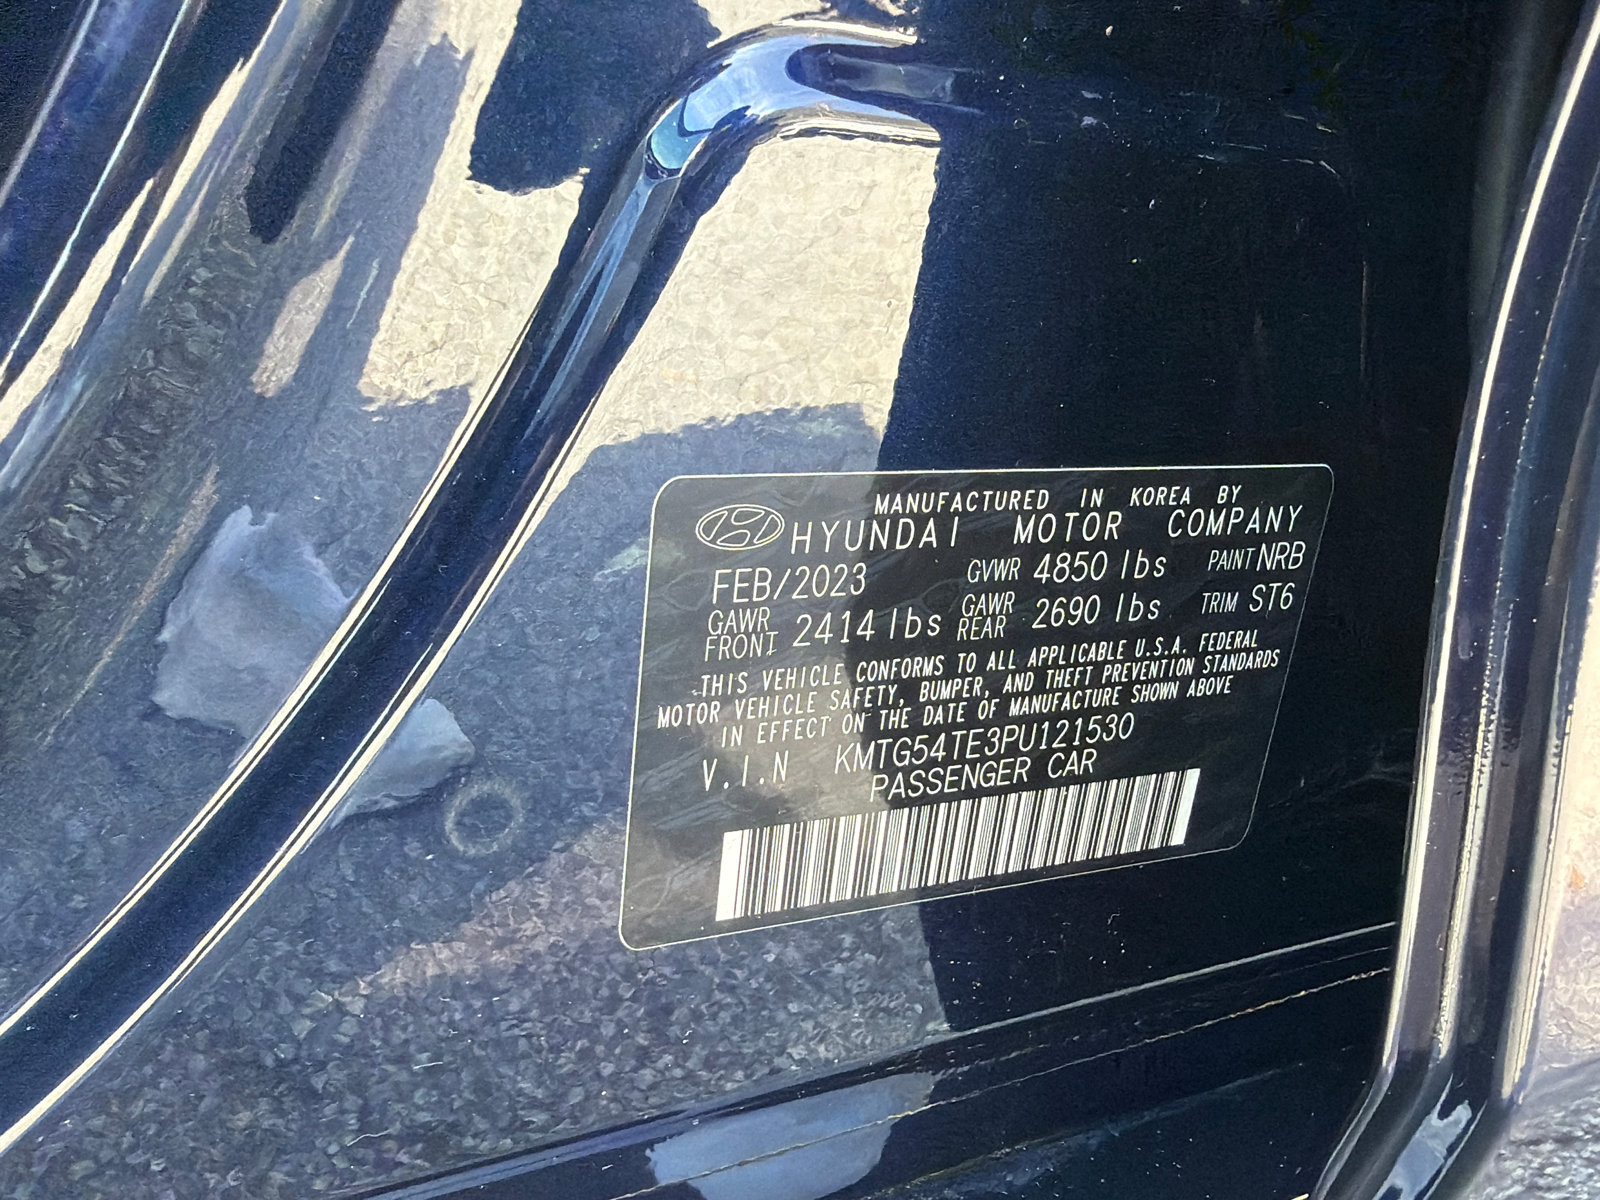 MANUFACTURED IN KOREA BY
HYUNDAI MOTOR COMPANY
FEB/2023 GVWR 4850 lbs PAINT NRB
GAWR FRONT 2414 lbs GAWR REAR 2690 lbs TRIM ST6
THIS VEHICLE CONFORMS TO ALL APPLICABLE U.S.A. FEDERAL
MOTOR VEHICLE SAFETY, BUMPER, AND THEFT PREVENTION STANDARDS
IN EFFECT ON THE DATE OF MANUFACTURE SHOWN ABOVE
V.I.N KMTG54TE3PU121530
PASSENGER CAR